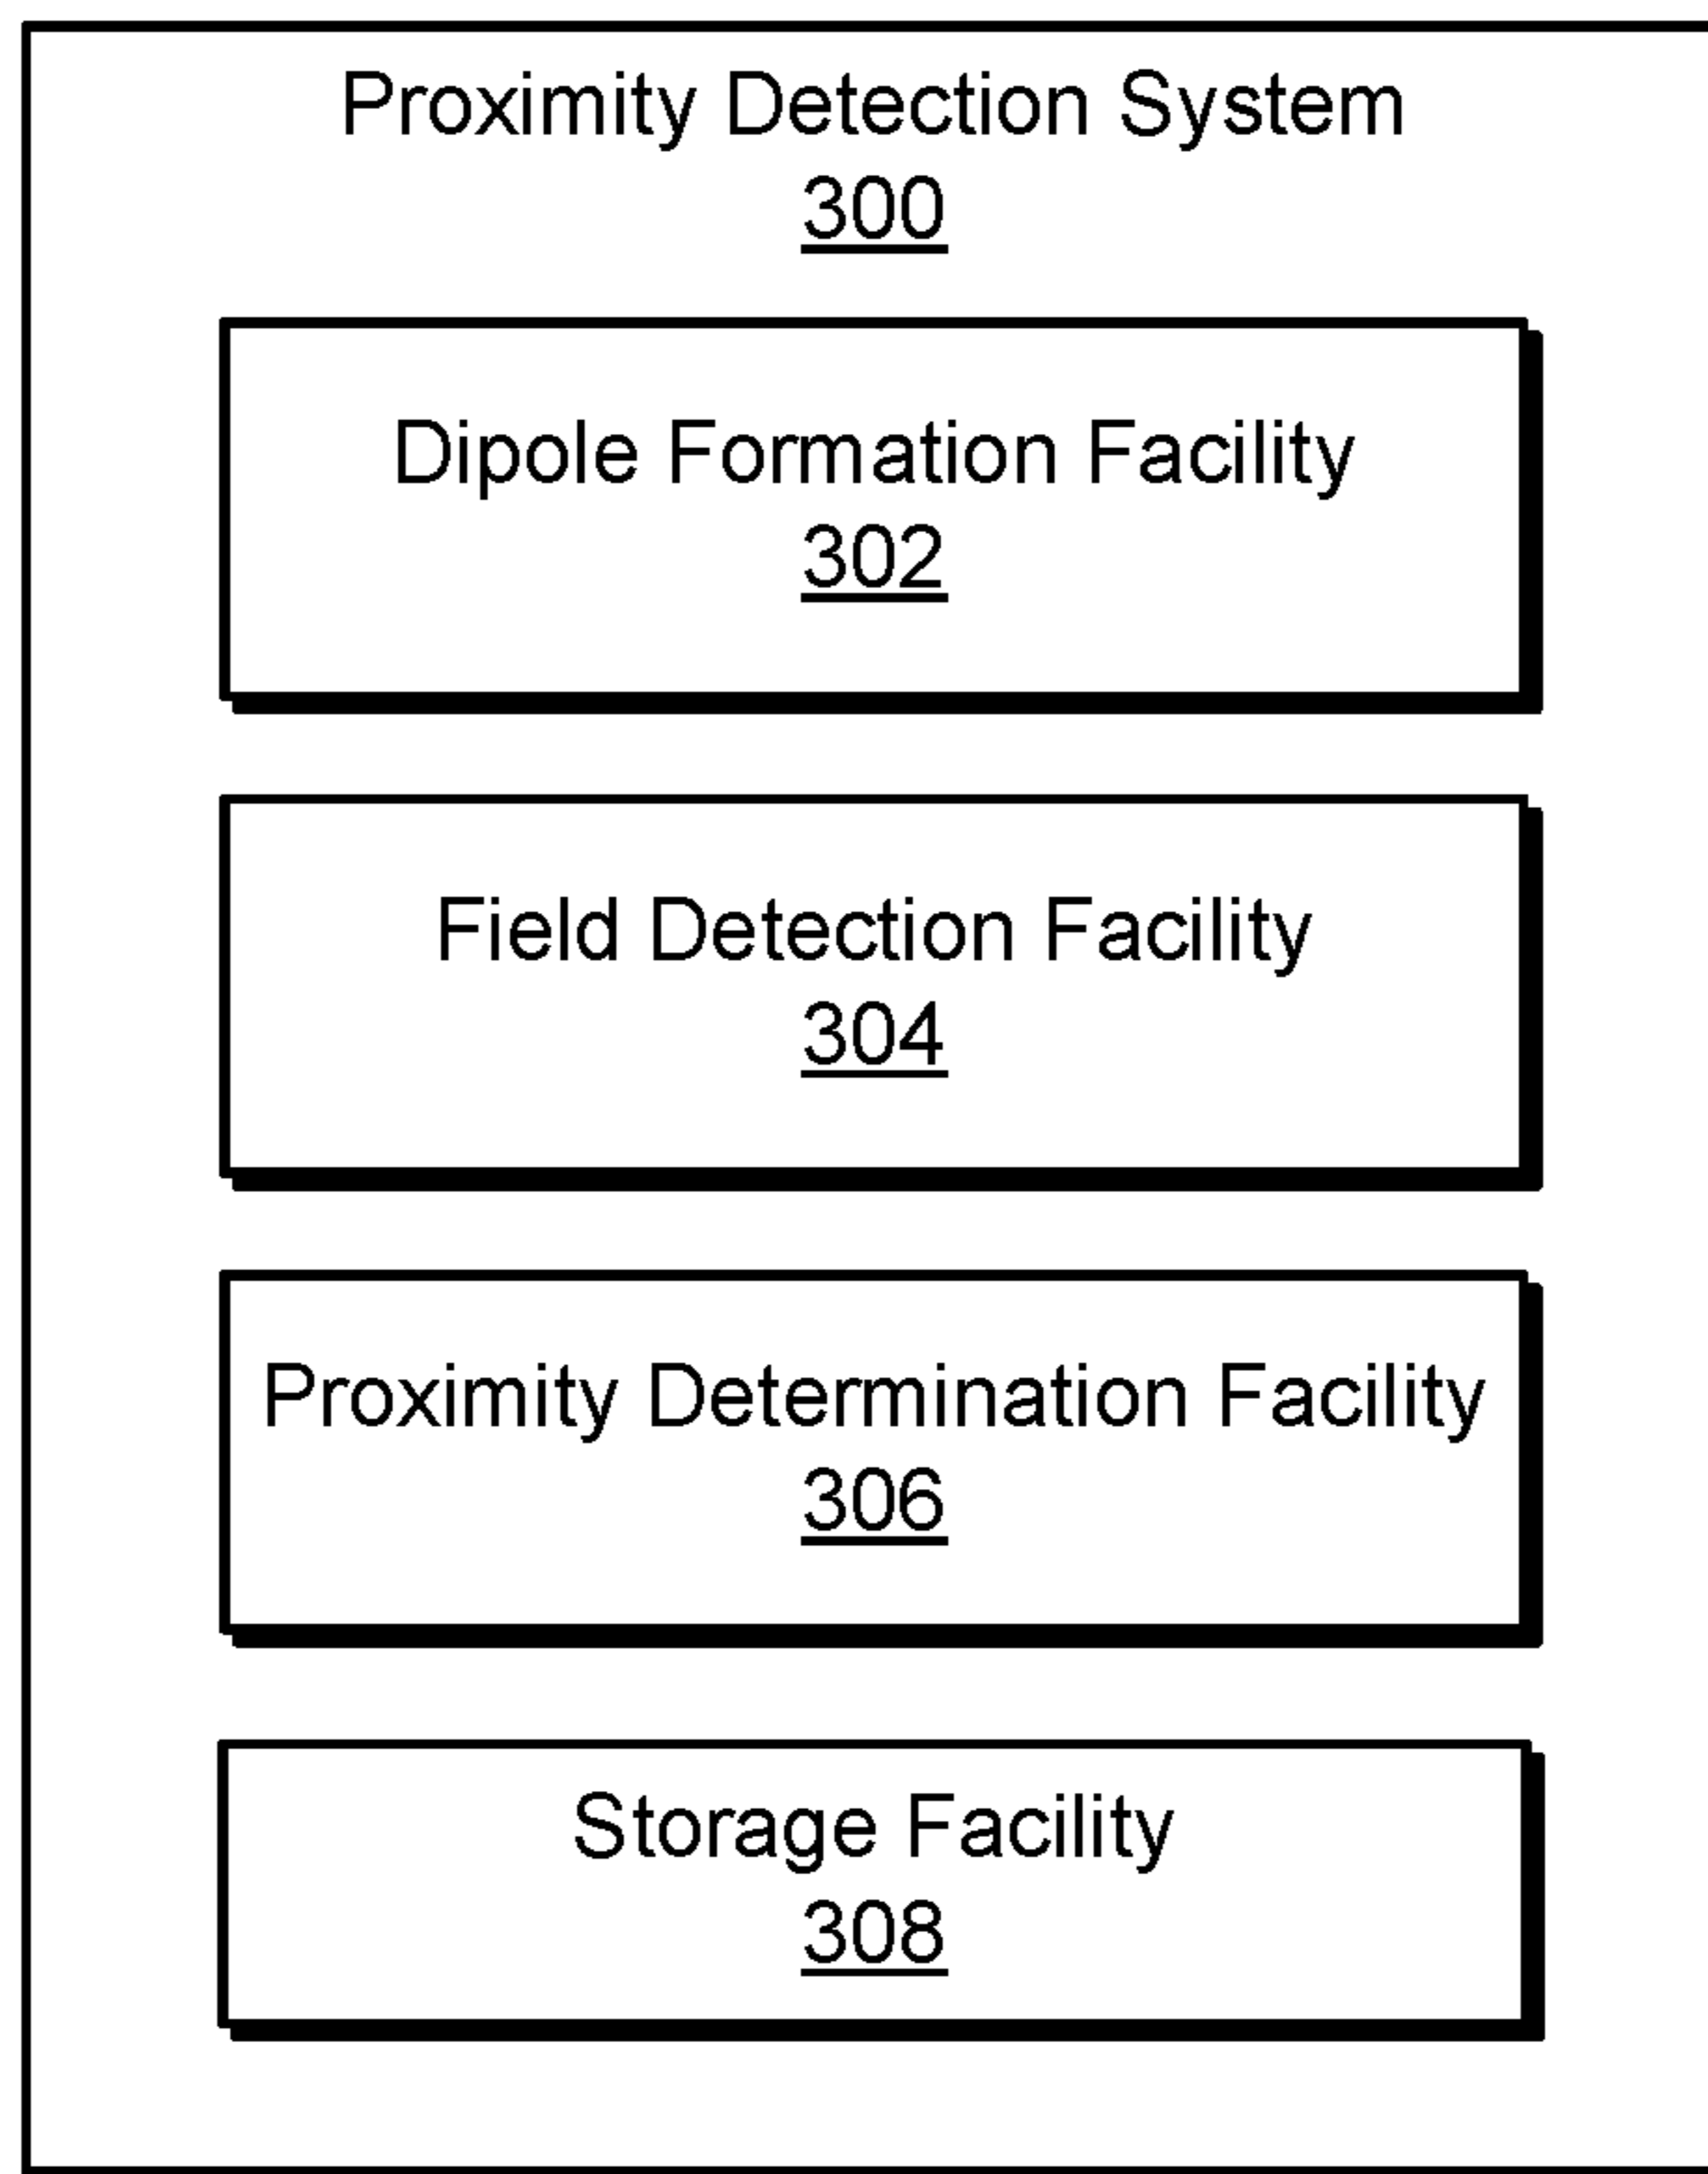 Proximity Detection System
300
Dipole Formation Facility
302
Field Detection Facility
304
Proximity Determination Facility
306
Storage Facility
308